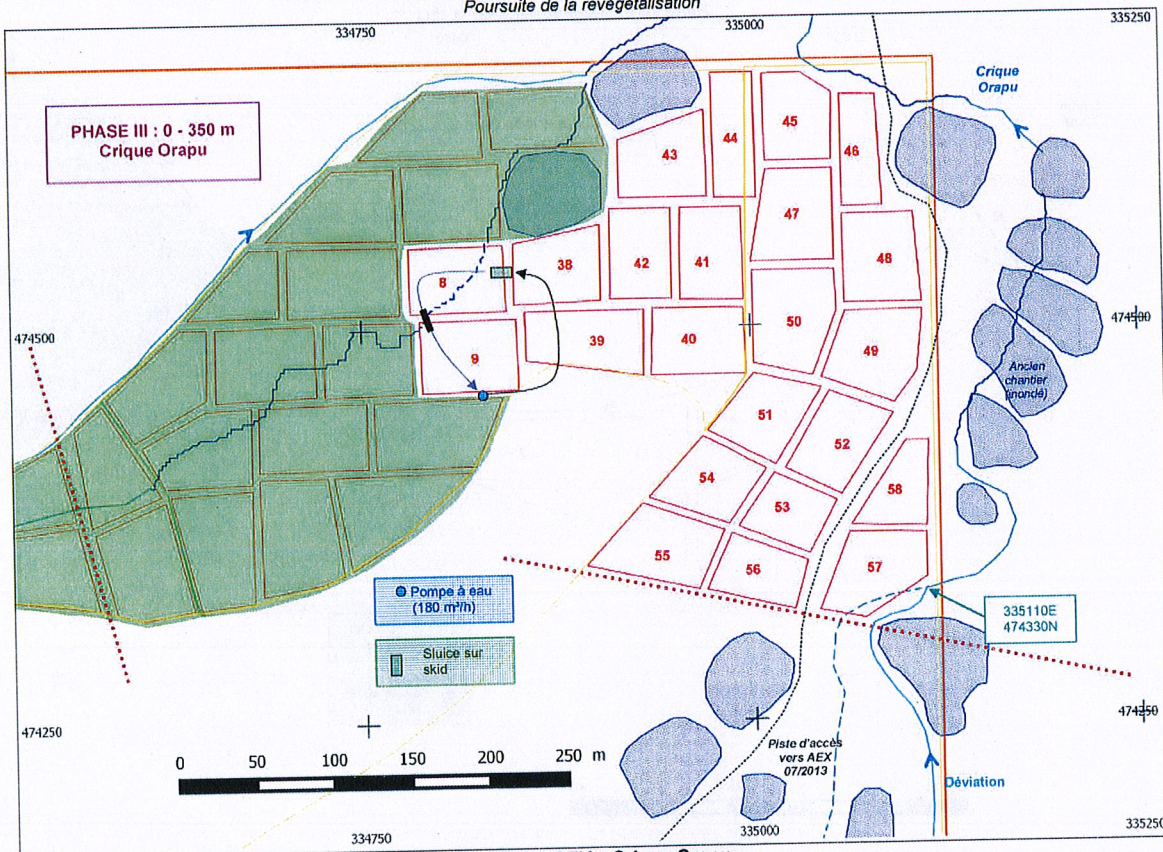 Poursuite de la revégétalisation
334750
335000
335250
PHASE III : 0 - 350 m
Crique Orapu
Crique
Orapu
43
44
45
46
47
48
8
38
42
41
474500
9
39
40
50
49
474500
Ancien
chantier
(inondé)
51
52
54
53
58
55
56
57
Pompe à eau
(180 m³/h)
335110E
474330N
Sluice sur
skid
474250
474250
0 50 100 150 200 250 m
Piste d'accès
vers AEX
07/2013
Déviation
334750
335000
335250